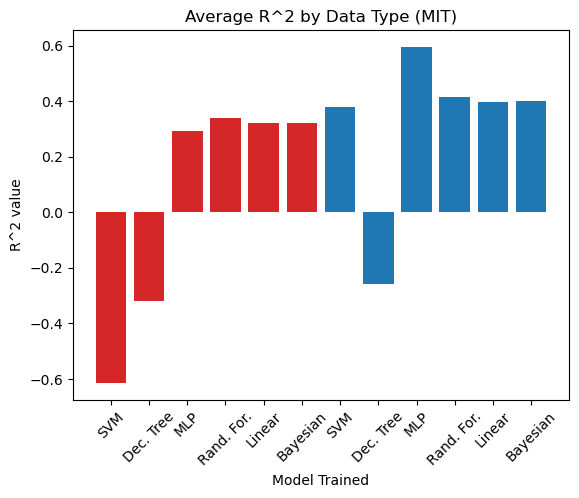 Average R^2 by Data Type (MIT)
R^2 value
0.6
0.4
0.2
0.0
−0.2
−0.4
−0.6
SVM
Dec. Tree
MLP
Rand. For.
Linear
Bayesian
SVM
Dec. Tree
MLP
Rand. For.
Linear
Bayesian
Model Trained